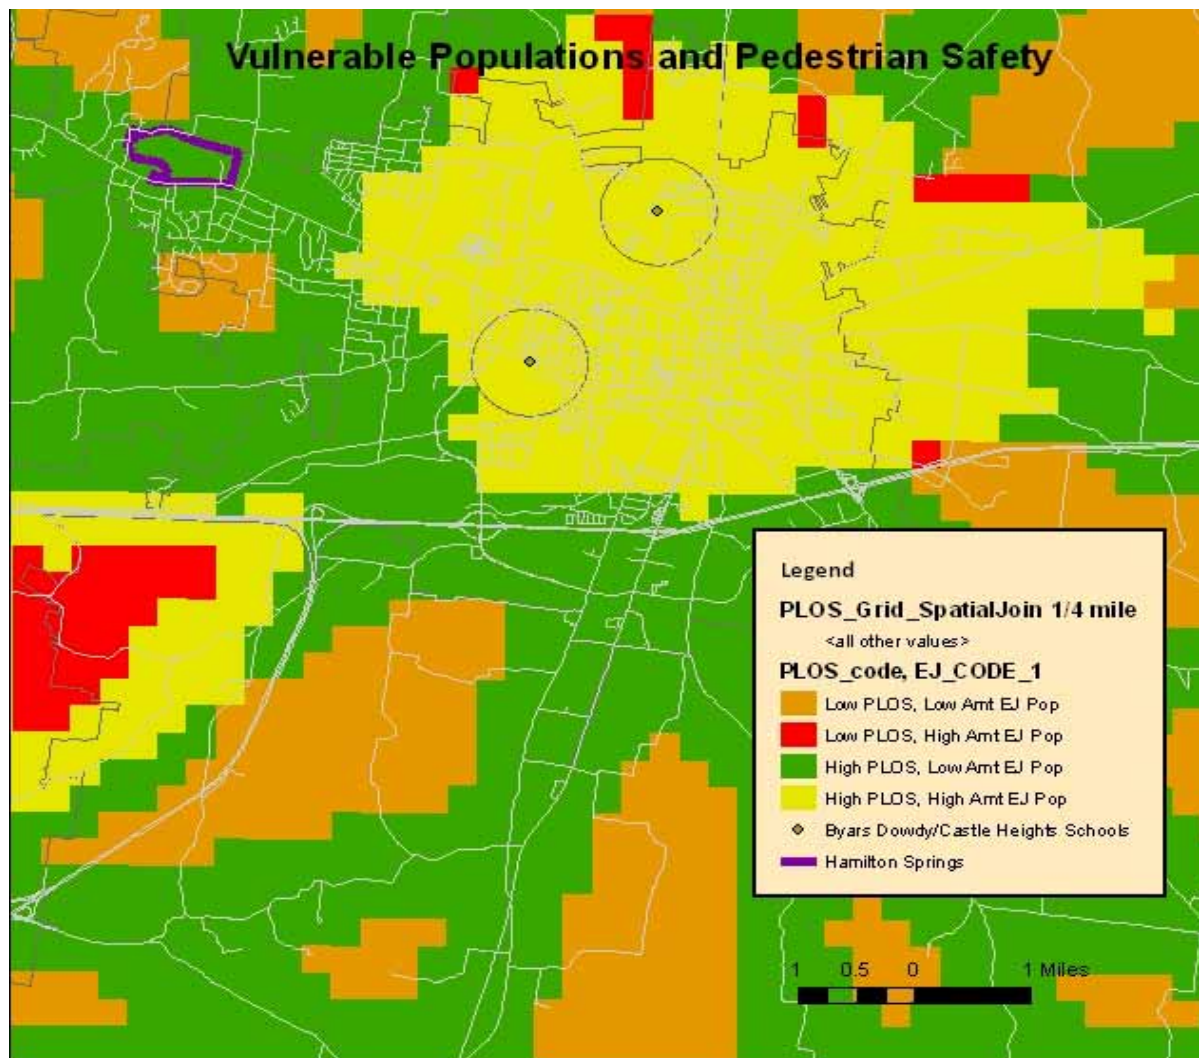 Vulnerable Populations and Pedestrian Safety
Legend
PLOS_Grid_SpatialJoin 1/4 mile
<all other values>
PLOS_code, EJ_CODE_1
Low PLOS, Low Amt EJ Pop
Low PLOS, High Amt EJ Pop
High PLOS, Low Amt EJ Pop
High PLOS, High Amt EJ Pop
Byars Dowdy/Castle Heights Schools
Hamilton Springs
1 0.5 0 1 Miles